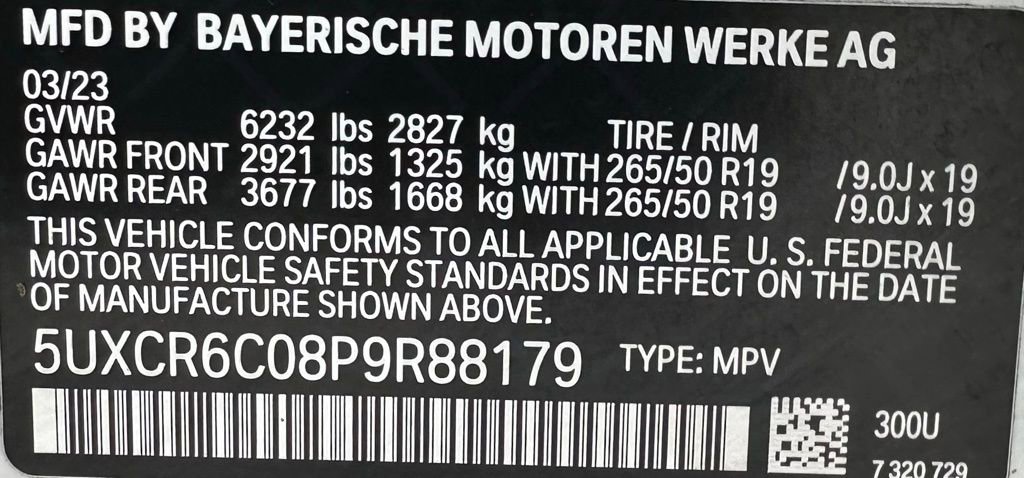 MFD BY BAYERISCHE MOTOREN WERKE AG
03/23
GVWR 6232 lbs 2827 kg TIRE / RIM
GAWR FRONT 2921 lbs 1325 kg WITH 265/50 R19 /9.0J x 19
GAWR REAR 3677 lbs 1668 kg WITH 265/50 R19 /9.0J x 19
THIS VEHICLE CONFORMS TO ALL APPLICABLE U. S. FEDERAL
MOTOR VEHICLE SAFETY STANDARDS IN EFFECT ON THE DATE
OF MANUFACTURE SHOWN ABOVE.
5UXCR6C08P9R88179 TYPE: MPV
300U
7 320 729